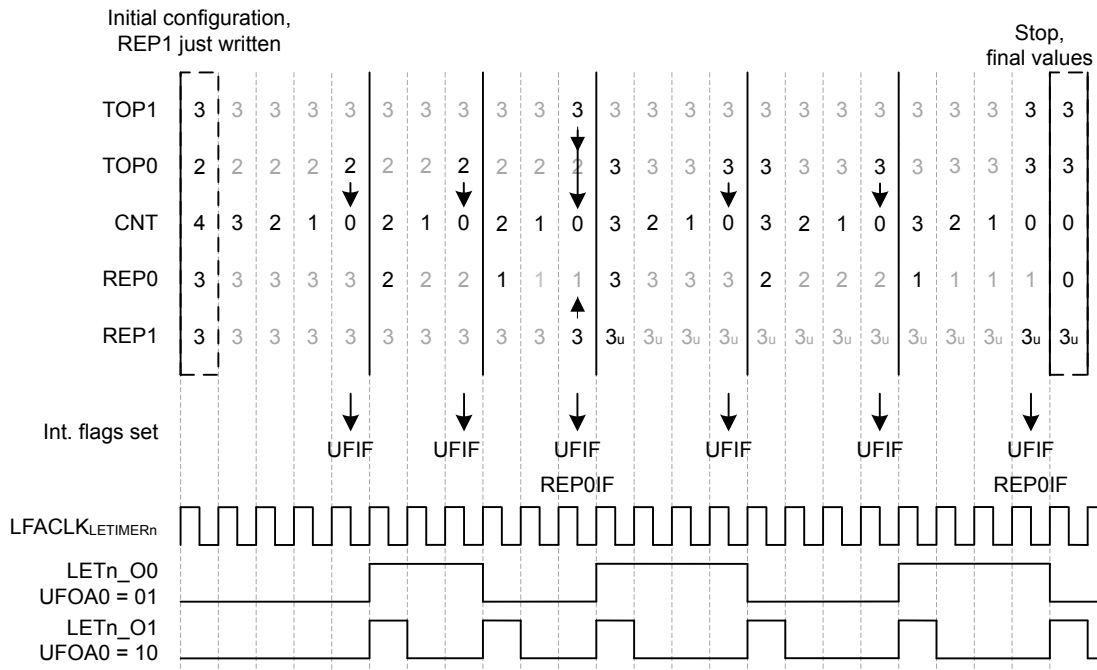 Initial configuration,
REP1 just written
Stop,
final values
TOP1 3 3 3 3 3 3 3 3 3 3 3 3 3 3 3 3 3 3 3 3 3 3 3 3
TOP0 2 2 2 2 2 2 2 2 2 2 2 3 3 3 3 3 3 3 3 3 3 3 3 3
CNT 4 3 2 1 0 2 1 0 2 1 0 3 2 1 0 3 2 1 0 3 2 1 0 0
REP0 3 3 3 3 3 2 2 2 1 1 1 3 3 3 3 2 2 2 2 1 1 1 1 0
REP1 3 3 3 3 3 3 3 3 3 3 3 3u 3u 3u 3u 3u 3u 3u 3u 3u 3u 3u 3u 3u
Int. flags set
UFIF UFIF UFIF UFIF UFIF UFIF
REP0IF REP0IF
LFACLKLETIMERn
LETn_O0
UFOA0 = 01
LETn_O1
UFOA0 = 10